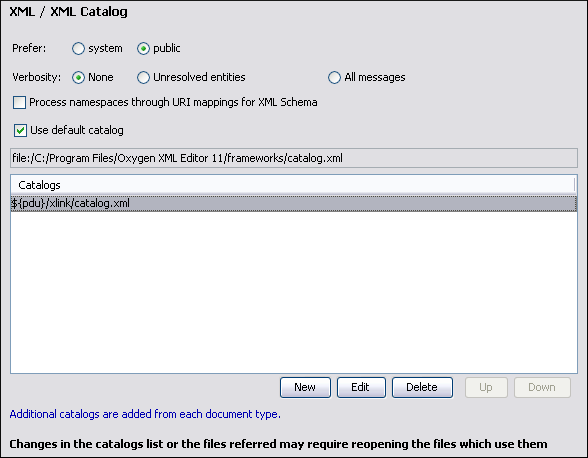 XML / XML Catalog
Prefer: system public
Verbosity: None Unresolved entities All messages
Process namespaces through URI mappings for XML Schema
Use default catalog
file:/C:/Program Files/Oxygen XML Editor 11/frameworks/catalog.xml
Catalogs
${pdu}/xlink/catalog.xml
New Edit Delete Up Down
Additional catalogs are added from each document type.
Changes in the catalogs list or the files referred may require reopening the files which use them